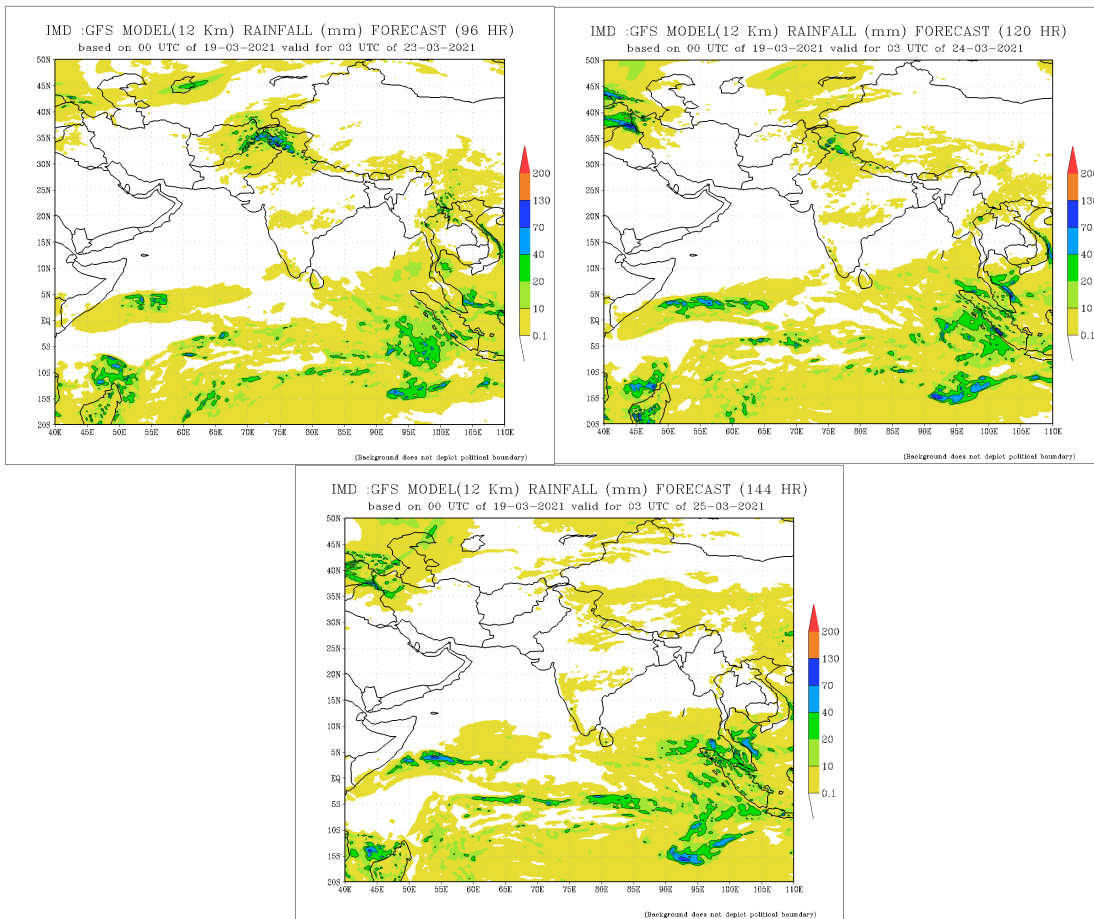 IMD :GFS MODEL(12 Km) RAINFALL (mm) FORECAST (96 HR)
based on 00 UTC of 19-03-2021 valid for 03 UTC of 23-03-2021
50N
45N
40N
35N
30N
25N
20N
15N
10N
5N
EQ
5S
10S
15S
20S
40E 45E 50E 55E 60E 65E 70E 75E 80E 85E 90E 95E 100E 105E 110E
200
130
70
40
20
10
0.1
(Background does not depict political boundary)
IMD :GFS MODEL(12 Km) RAINFALL (mm) FORECAST (120 HR)
based on 00 UTC of 19-03-2021 valid for 03 UTC of 24-03-2021
50N
45N
40N
35N
30N
25N
20N
15N
10N
5N
EQ
5S
10S
15S
20S
40E 45E 50E 55E 60E 65E 70E 75E 80E 85E 90E 95E 100E 105E 110E
200
130
70
40
20
10
0.1
(Background does not depict political boundary)
IMD :GFS MODEL(12 Km) RAINFALL (mm) FORECAST (144 HR)
based on 00 UTC of 19-03-2021 valid for 03 UTC of 25-03-2021
50N
45N
40N
35N
30N
25N
20N
15N
10N
5N
EQ
5S
10S
15S
20S
40E 45E 50E 55E 60E 65E 70E 75E 80E 85E 90E 95E 100E 105E 110E
200
130
70
40
20
10
0.1
(Background does not depict political boundary)